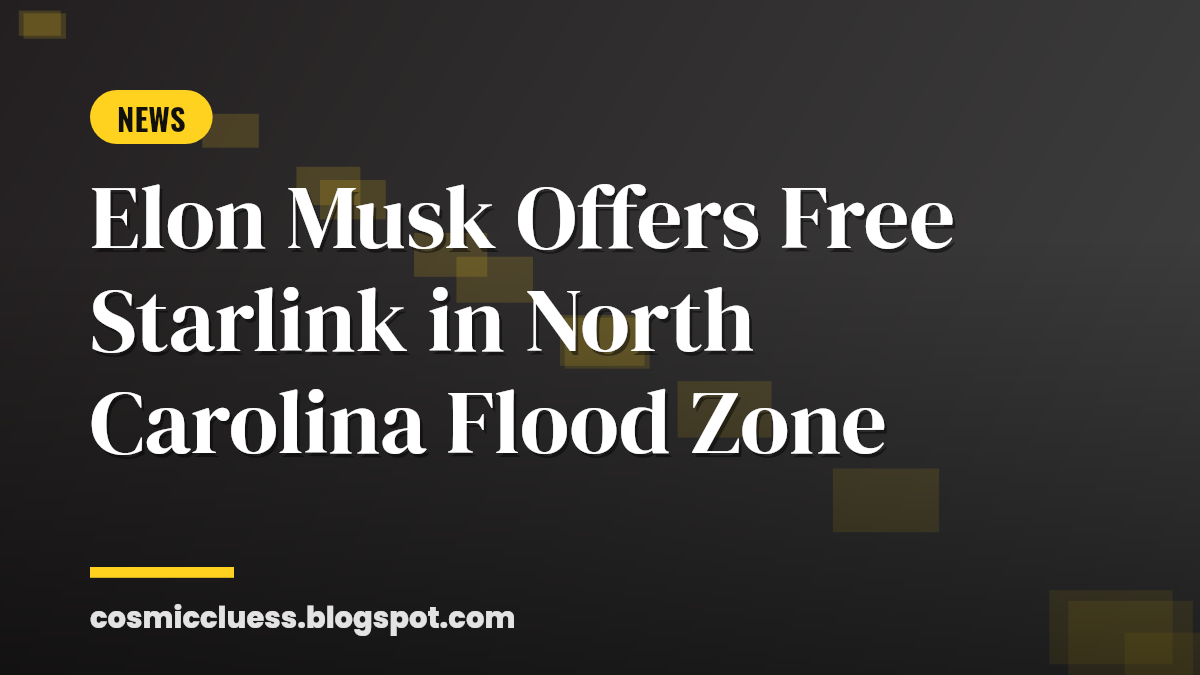 NEWS
Elon Musk Offers Free
Starlink in North
Carolina Flood Zone
cosmiccluess.blogspot.com